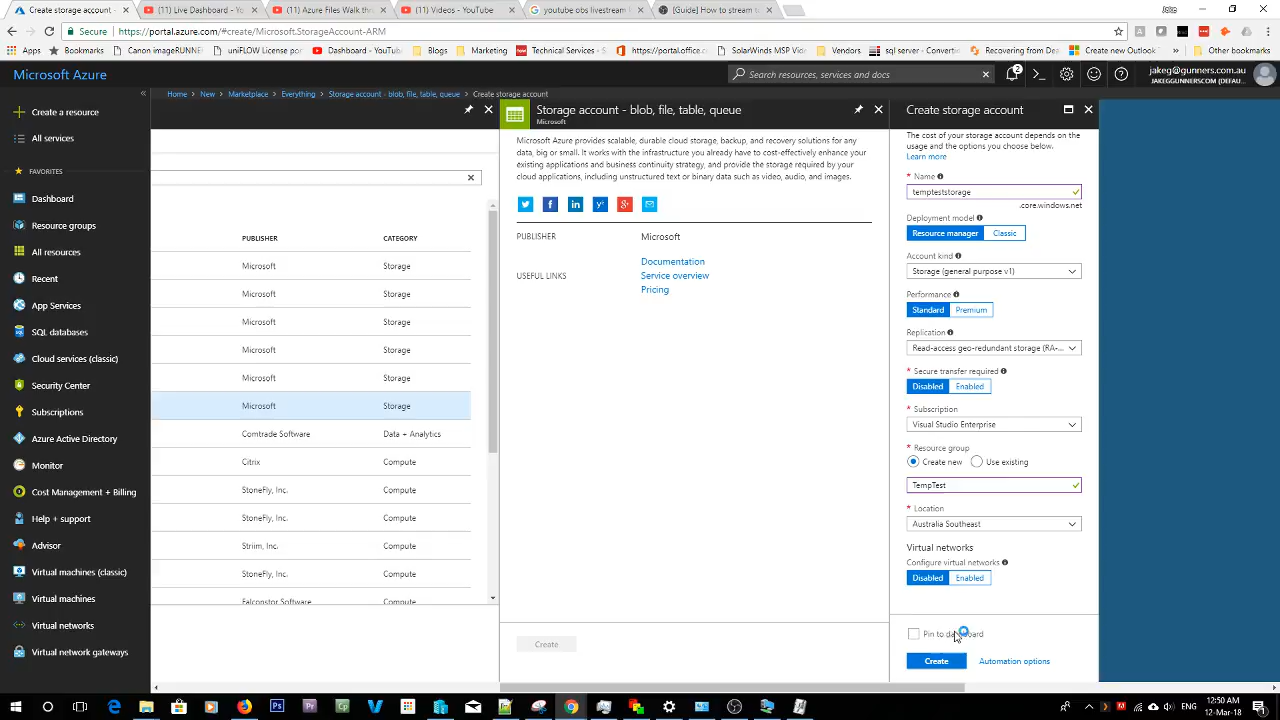 Create storage account -
(11) Live Dashboard - Yo
(11) Azure Files Walk thr
(11) Videos - YouTube
youtube obs livestream
[Guide] How to stream t
Jake
Secure
https://portal.azure.com/#create/Microsoft.StorageAccount-ARM
Apps
Bookmarks
Canon imageRUNNE
uniFLOW License por
Dashboard - YouTub
Blogs
Marketing
Technical Services -
https://portal.office.c
SolarWinds MSP Vid
Vendors
sql server - Convert
Recovering from De
Create new Outlook
Other bookmarks
Microsoft Azure
Search resources, services and docs
2
jakeg@gunners.com.au
JAKEGGUNNERSCOM (DEFAU...
Home
New
Marketplace
Everything
Storage account - blob, file, table, queue
Create storage account
Create a resource
All services
FAVORITES
Dashboard
Resource groups
All resources
Recent
App Services
SQL databases
Cloud services (classic)
Security Center
Subscriptions
Azure Active Directory
Monitor
Cost Management + Billing
Help + support
Advisor
Virtual machines (classic)
Virtual machines
Virtual networks
Virtual network gateways
PUBLISHER CATEGORY
Microsoft Storage
Microsoft Storage
Microsoft Storage
Microsoft Storage
Microsoft Storage
Microsoft Storage
Comtrade Software Data + Analytics
Citrix Compute
StoneFly, Inc. Compute
StoneFly, Inc. Compute
Striim, Inc. Compute
StoneFly, Inc. Compute
Falconstor Software Compute
Storage account - blob, file, table, queue
Microsoft
Microsoft Azure provides scalable, durable cloud storage, backup, and recovery solutions for any
data, big or small. It works with the infrastructure you already have to cost-effectively enhance your
existing applications and business continuity strategy, and provide the storage required by your
cloud applications, including unstructured text or binary data such as video, audio, and images.
PUBLISHER Microsoft
USEFUL LINKS
Documentation
Service overview
Pricing
Create
Create storage account
The cost of your storage account depends on the
usage and the options you choose below.
Learn more
* Name
tempteststorage
.core.windows.net
Deployment model
Resource manager Classic
Account kind
Storage (general purpose v1)
Performance
Standard Premium
Replication
Read-access geo-redundant storage (RA-...
* Secure transfer required
Disabled Enabled
* Subscription
Visual Studio Enterprise
* Resource group
Create new Use existing
TempTest
* Location
Australia Southeast
Virtual networks
Configure virtual networks
Disabled Enabled
Pin to dashboard
Create Automation options
12:50 AM
12-Mar-18